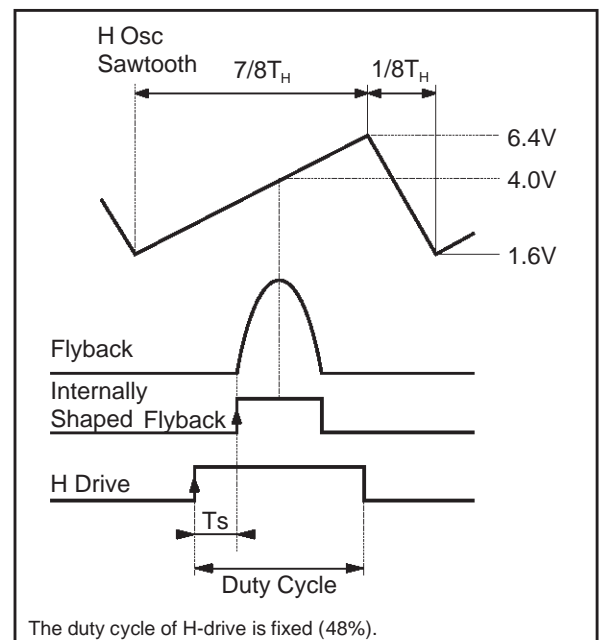 H Osc
Sawtooth
7/8T_H
1/8T_H
6.4V
4.0V
1.6V
Flyback
Internally
Shaped Flyback
H Drive
Ts
Duty Cycle
The duty cycle of H-drive is fixed (48%).